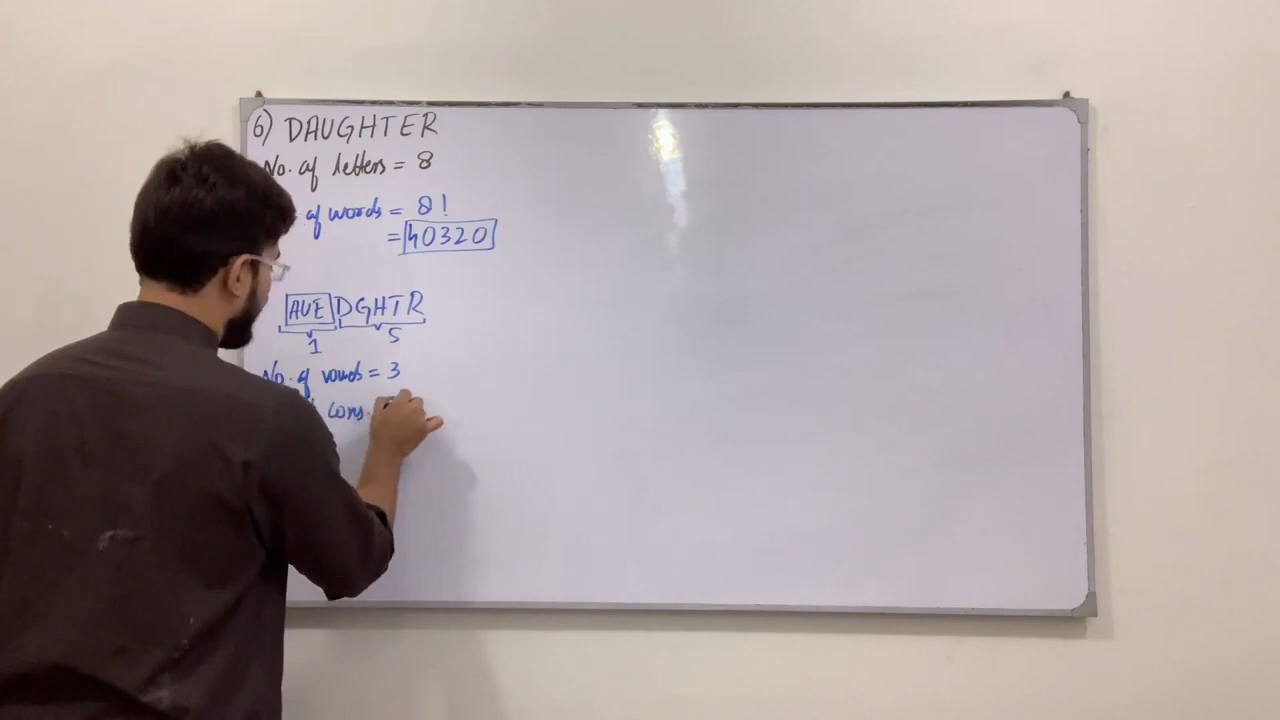 6) DAUGHTER
No. of letters = 8
of words = 8!
= 40320
AUE DGHTR
1 5
No. of vowels = 3
cons.